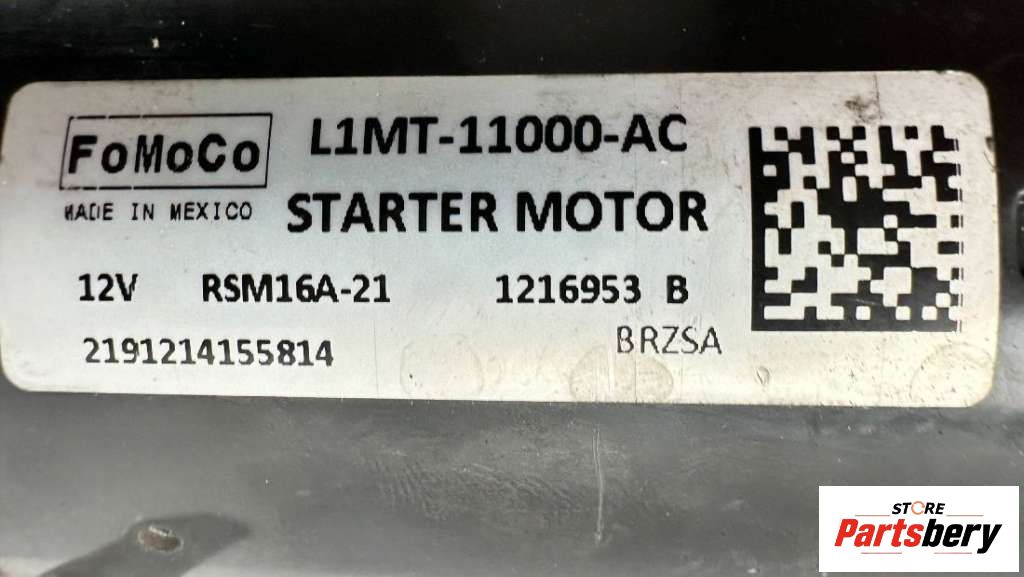 FoMoCo
MADE IN MEXICO
L1MT-11000-AC
STARTER MOTOR
12V RSM16A-21 1216953 B
2191214155814
BRZSA
STORE
Partsbery